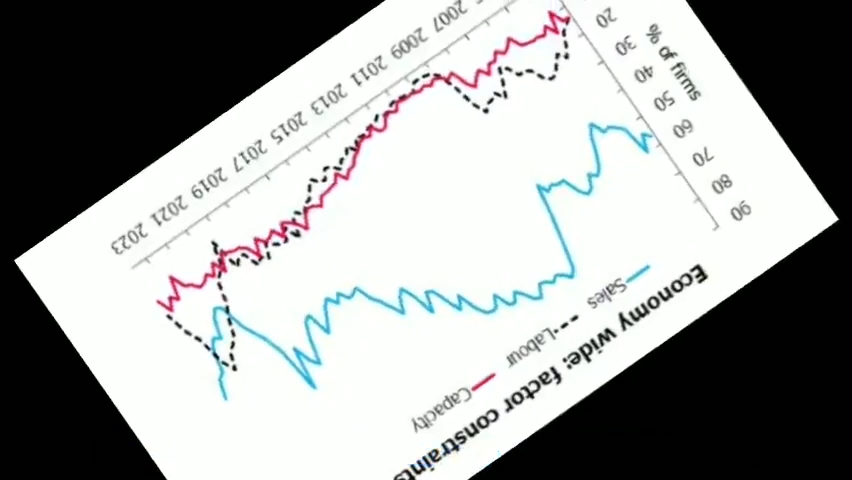 Economy wide: factor constraints
Sales Labour Capacity
% of firms
90
80
70
60
50
40
30
20
2007 2009 2011 2013 2015 2017 2019 2021 2023